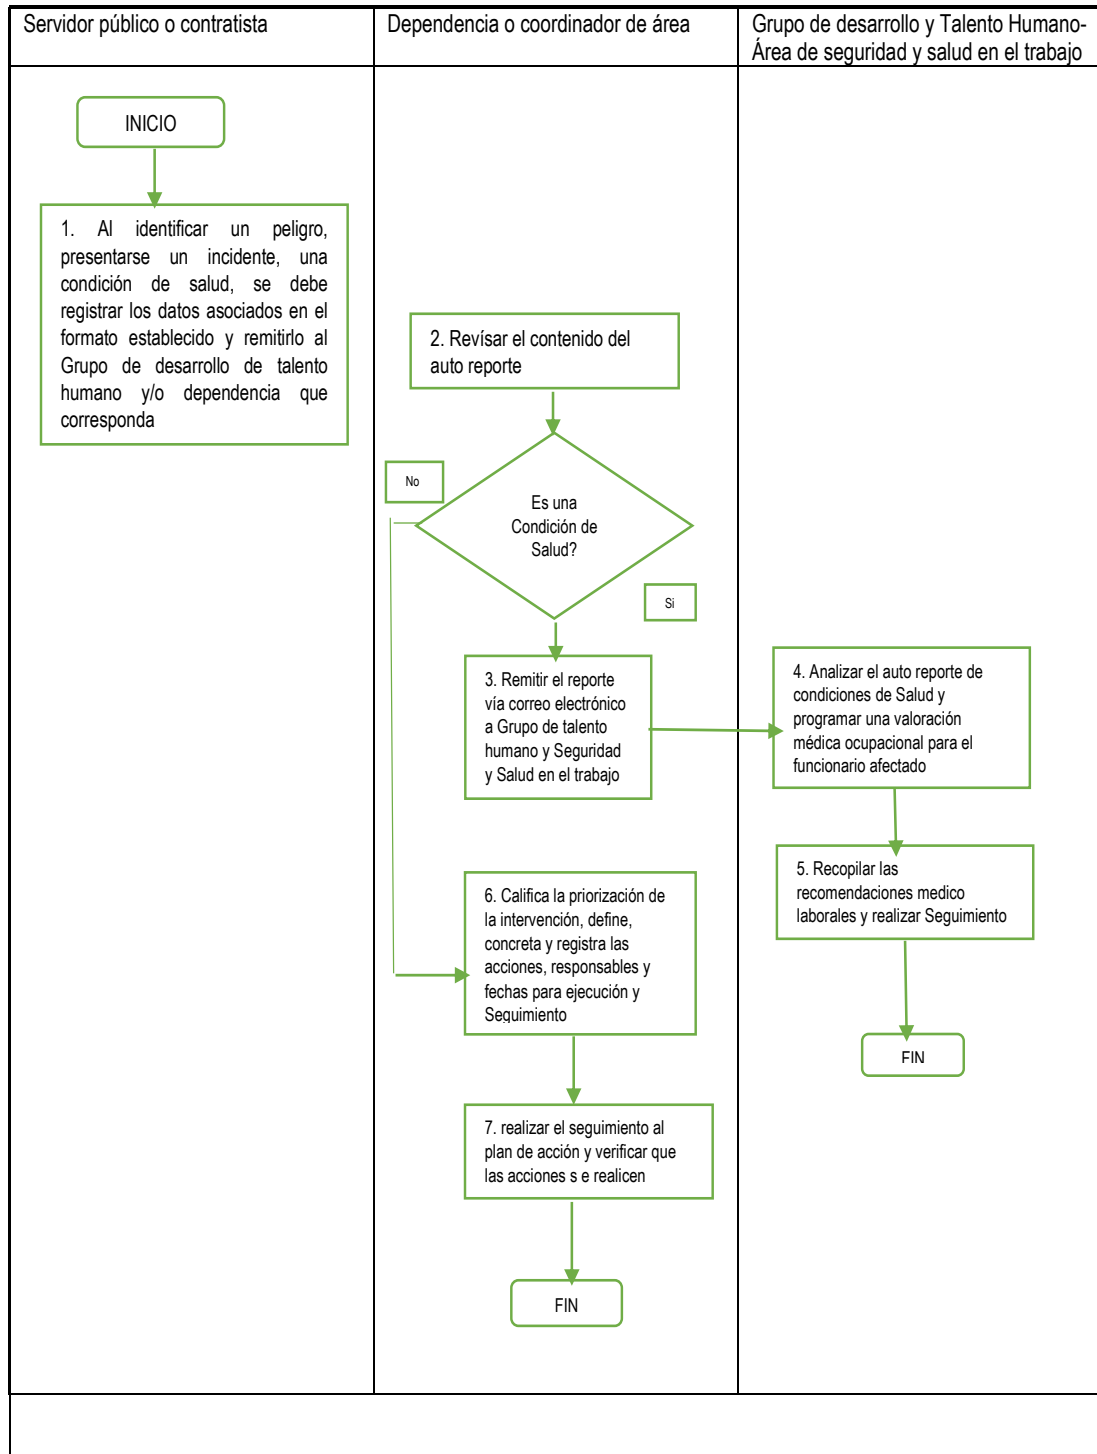 Servidor público o contratista
Dependencia o coordinador de área
Grupo de desarrollo y Talento Humano-
Área de seguridad y salud en el trabajo
INICIO
1. Al identificar un peligro,
presentarse un incidente, una
condición de salud, se debe
registrar los datos asociados en el
formato establecido y remitirlo al
Grupo de desarrollo de talento
humano y/o dependencia que
corresponda
2. Revísar el contenido del
auto reporte
No
Es una
Condición de
Salud?
Si
3. Remitir el reporte
vía correo electrónico
a Grupo de talento
humano y Seguridad
y Salud en el trabajo
4. Analizar el auto reporte de
condiciones de Salud y
programar una valoración
médica ocupacional para el
funcionario afectado
5. Recopilar las
recomendaciones medico
laborales y realizar Seguimiento
FIN
6. Califica la priorización de
la intervención, define,
concreta y registra las
acciones, responsables y
fechas para ejecución y
Seguimiento
7. realizar el seguimiento al
plan de acción y verificar que
las acciones s e realicen
FIN